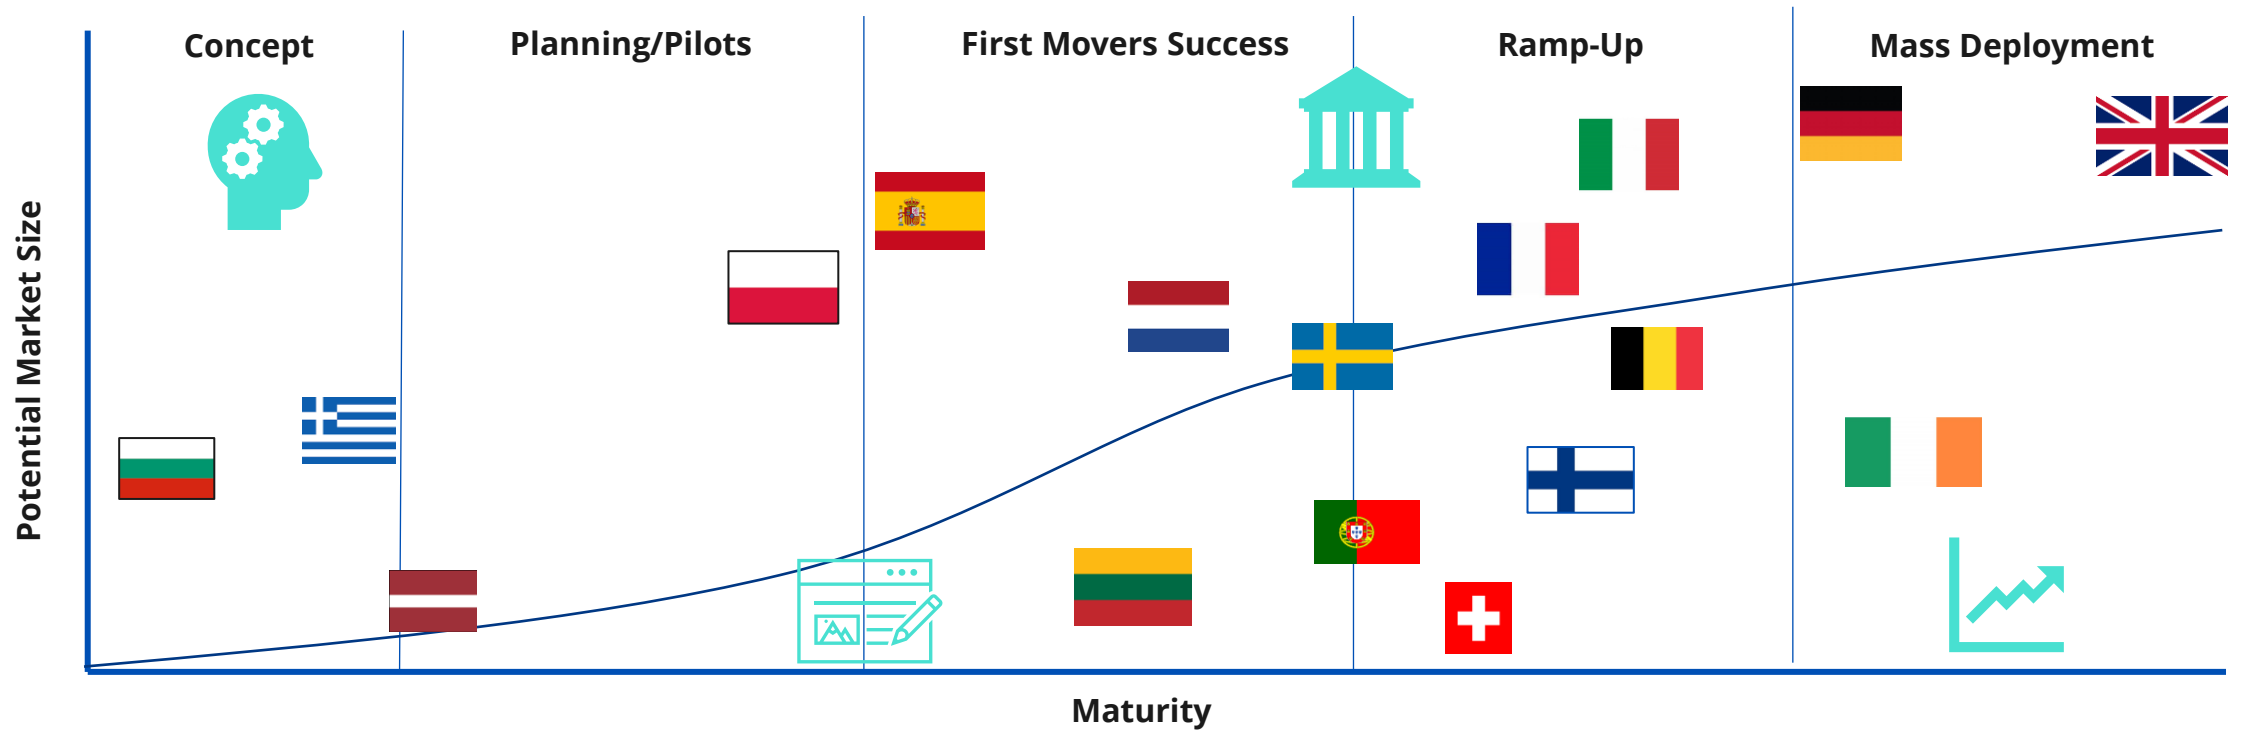 Concept
Planning/Pilots
First Movers Success
Ramp-Up
Mass Deployment
Potential Market Size
Maturity